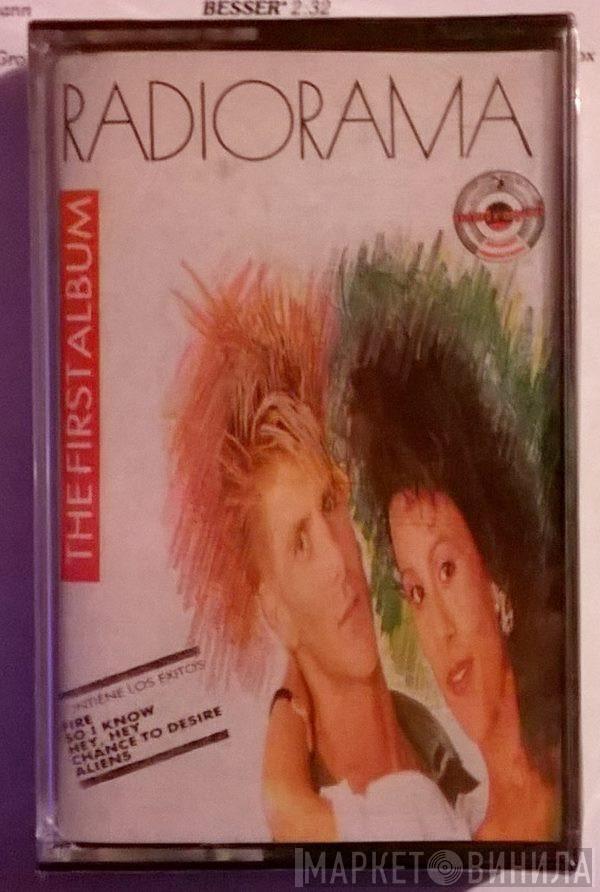 BESSER" 2:32
RADIORAMA
THE FIRST ALBUM
CONTIENE LOS EXITOS
FIRE
SO I KNOW
HEY, HEY
CHANCE TO DESIRE
ALIENS
МАРКЕТ ВИНИЛА